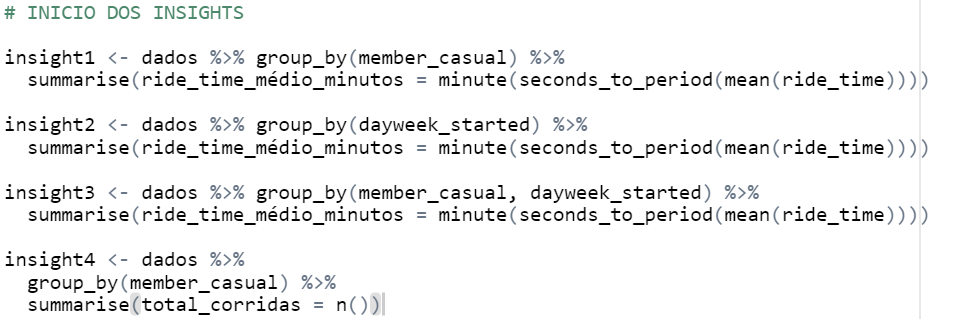 # INICIO DOS INSIGHTS
insight1 <- dados %>% group_by(member_casual) %>%
summarise(ride_time_médio_minutos = minute(seconds_to_period(mean(ride_time))))
insight2 <- dados %>% group_by(dayweek_started) %>%
summarise(ride_time_médio_minutos = minute(seconds_to_period(mean(ride_time))))
insight3 <- dados %>% group_by(member_casual, dayweek_started) %>%
summarise(ride_time_médio_minutos = minute(seconds_to_period(mean(ride_time))))
insight4 <- dados %>%
group_by(member_casual) %>%
summarise(total_corridas = n())